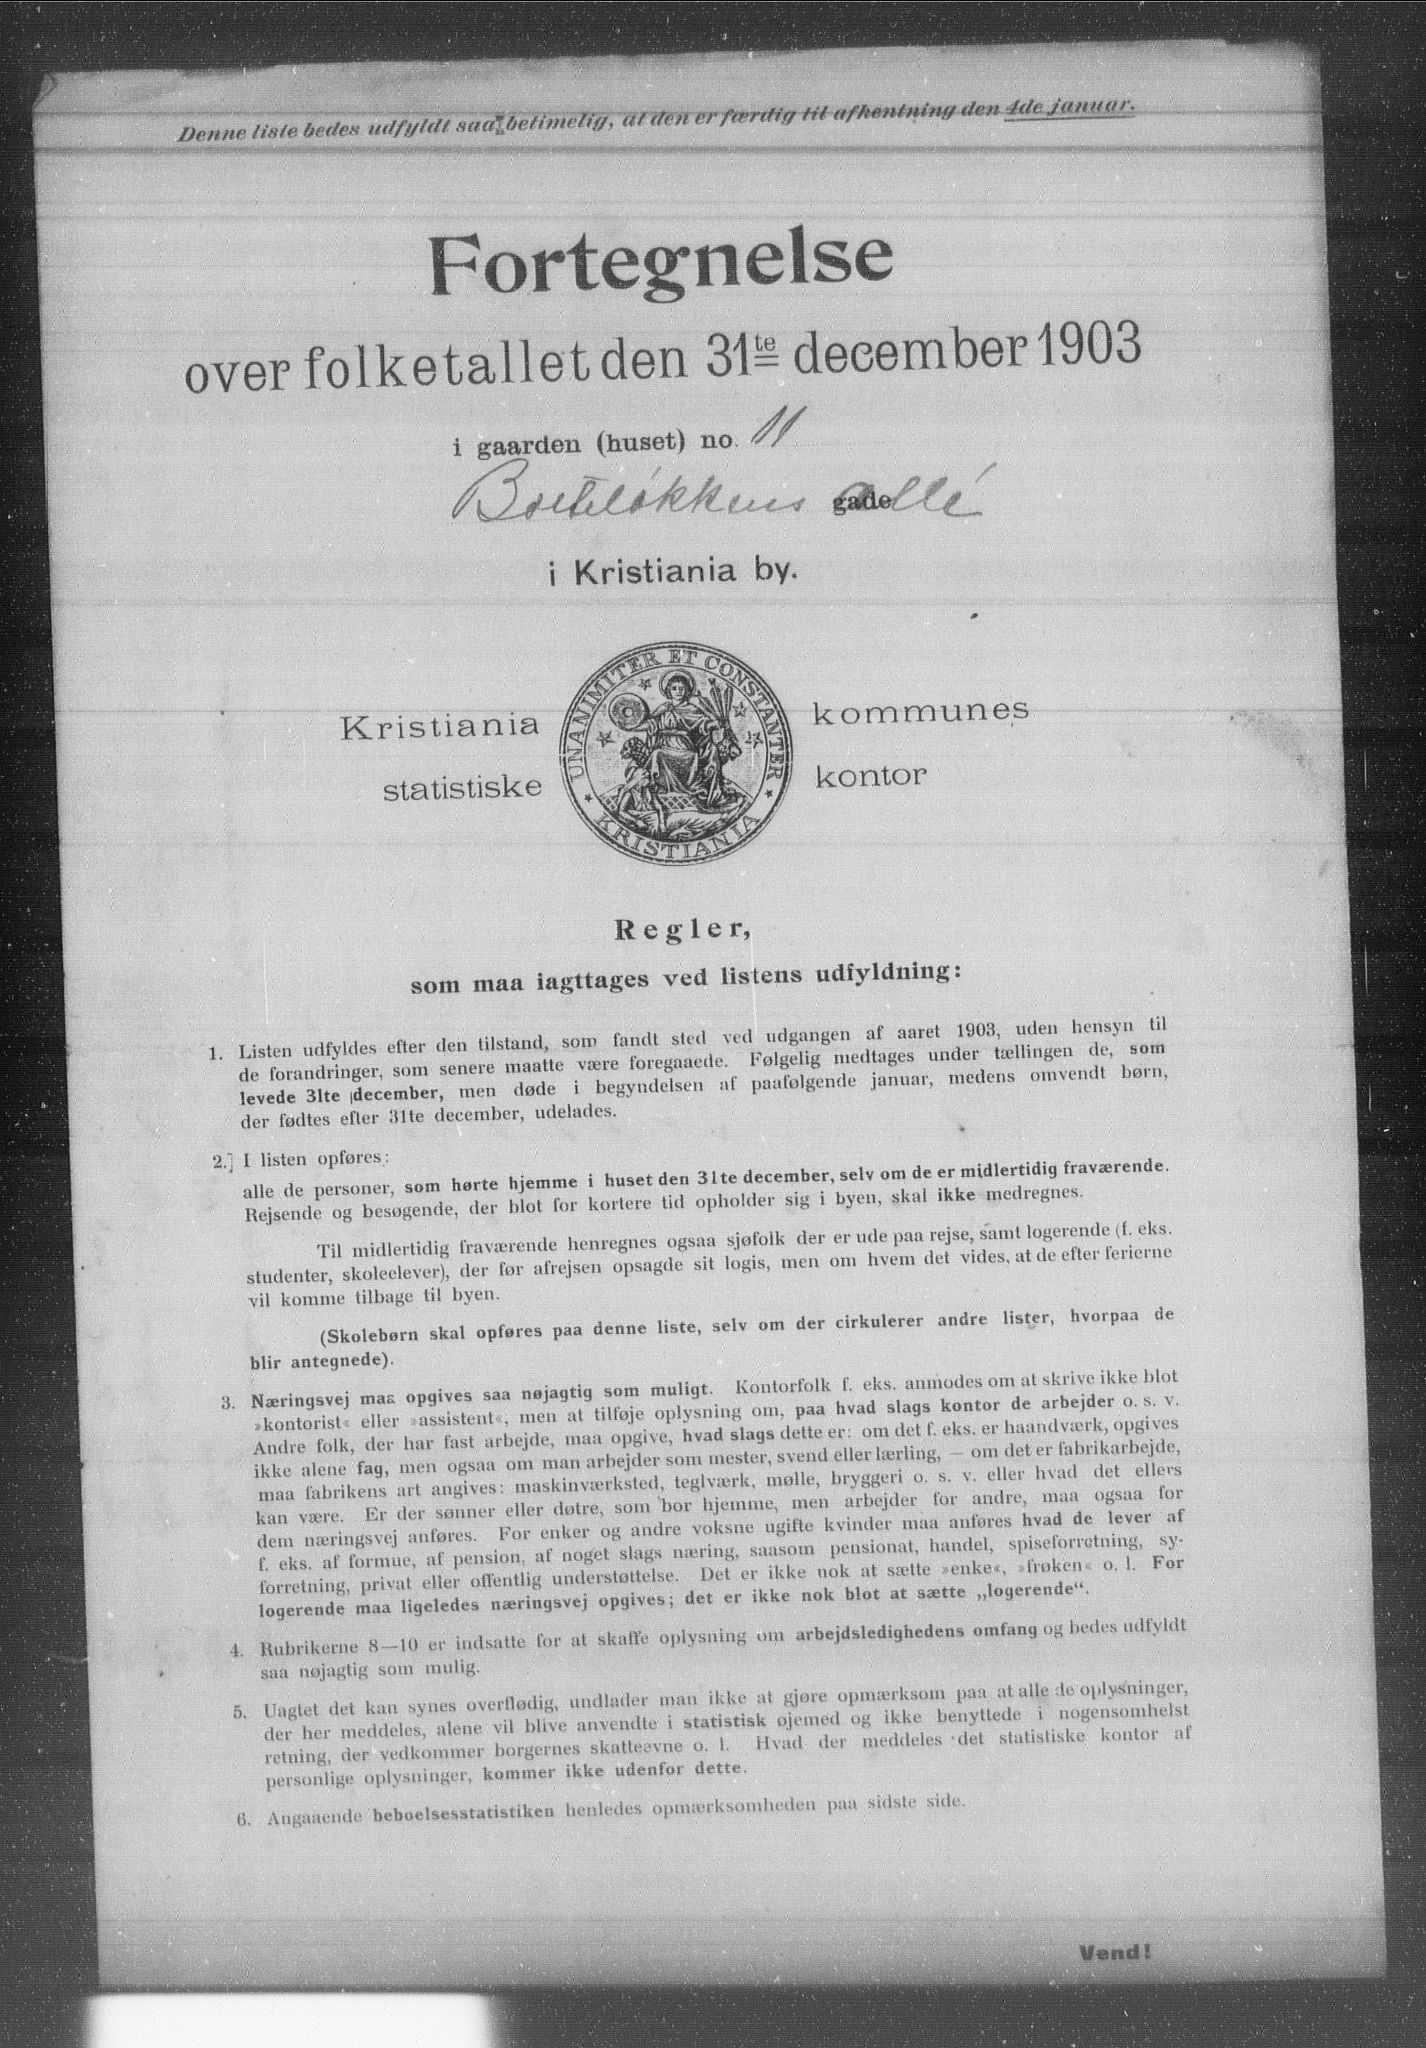 Denne liste bedes udfyldt saa betimelig, at den er færdig til afhentning den 4de januar.
Fortegnelse
over folketallet den 31te december 1903
i gaarden (huset) no. 11
gade allé
i Kristiania by.
Kristiania kommunes
statistiske kontor
UNANIMITER ET CONSTANTER
KRISTIANIA
Regler,
som maa iagttages ved listens udfyldning:
1. Listen udfyldes efter den tilstand, som fandt sted ved udgangen af aaret 1903, uden hensyn til
de forandringer, som senere maatte være foregaaede. Følgelig medtages under tællingen de, som
levede 31te december, men døde i begyndelsen af paafølgende januar, medens omvendt børn,
der fødtes efter 31te december, udelades.
2. I listen opføres:
alle de personer, som hørte hjemme i huset den 31te december, selv om de er midlertidig fraværende.
Rejsende og besøgende, der blot for kortere tid opholder sig i byen, skal ikke medregnes.
Til midlertidig fraværende henregnes ogsaa sjøfolk der er ude paa rejse, samt logerende (f. eks.
studenter, skoleelever), der før afrejsen opsagde sit logis, men om hvem det vides, at de efter ferierne
vil komme tilbage til byen.
(Skolebørn skal opføres paa denne liste, selv om der cirkulerer andre lister, hvorpaa de
blir antegnede).
3. Næringsvej maa opgives saa nøjagtig som muligt. Kontorfolk f. eks. anmodes om at skrive ikke blot
»kontorist« eller »assistent«, men at tilføje oplysning om, paa hvad slags kontor de arbejder o. s. v.
Andre folk, der har fast arbejde, maa opgive, hvad slags dette er: om det f. eks. er haandværk, opgives
ikke alene fag, men ogsaa om man arbejder som mester, svend eller lærling, — om det er fabrikarbejde,
maa fabrikens art angives: maskinværksted, teglværk, mølle, bryggeri o. s. v. eller hvad det ellers
kan være. Er der sønner eller døtre, som bor hjemme, men arbejder for andre, maa ogsaa for
dem næringsvej anføres. For enker og andre voksne ugifte kvinder maa anføres hvad de lever af
f. eks. af formue, af pension, af noget slags næring, saasom pensionat, handel, spiseforretning, sy-
forretning, privat eller offentlig understøttelse. Det er ikke nok at sætte »enke«, »frøken« o. l. For
logerende maa ligeledes næringsvej opgives; det er ikke nok blot at sætte „logerende“.
4. Rubrikerne 8—10 er indsatte for at skaffe oplysning om arbejdsledighedens omfang og bedes udfyldt
saa nøjagtig som mulig.
5. Uagtet det kan synes overflødig, undlader man ikke at gjøre opmærksom paa at alle de oplysninger,
der her meddeles, alene vil blive anvendte i statistisk øjemed og ikke benyttede i nogensomhelst
retning, der vedkommer borgernes skatteevne o. l. Hvad der meddeles det statistiske kontor af
personlige oplysninger, kommer ikke udenfor dette.
6. Angaaende beboelsesstatistiken henledes opmærksomheden paa sidste side.
Vend!